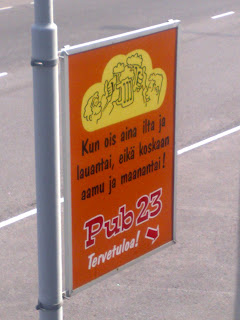 Kun ois aina ilta ja
lauantai, eikä koskaan
aamu ja maanantai!
Pub 23
Tervetuloa!